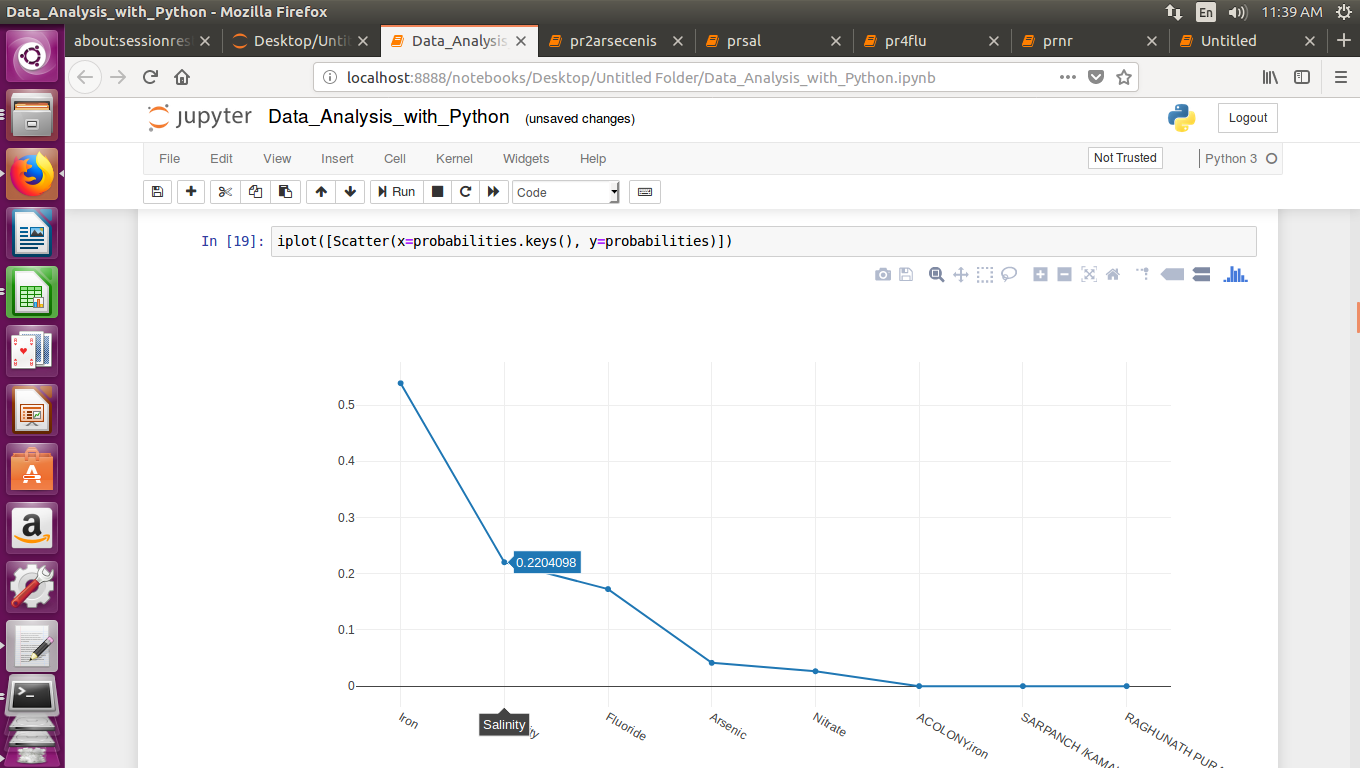 Data_Analysis_with_Python - Mozilla Firefox
En
11:39 AM
about:sessionres
Desktop/Unti
Data_Analysis
pr2arsecenis
prsal
pr4flu
prnr
Untitled
localhost:8888/notebooks/Desktop/Untitled Folder/Data_Analysis_with_Python.ipynb
jupyter Data_Analysis_with_Python (unsaved changes)
Logout
File Edit View Insert Cell Kernel Widgets Help
Not Trusted
Python 3
Run
Code
In [19]: iplot([Scatter(x=probabilities.keys(), y=probabilities)])
0.5
0.4
0.3
0.2204098
0.2
0.1
0
Iron
Salinity
Fluoride
Arsenic
Nitrate
ACOLONY,iron
SARPANCH /KAMA
RAGHUNATH PURA